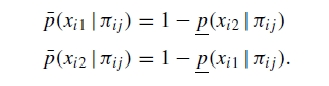 p̄(xᵢ₁ | πᵢⱼ) = 1 − p̲(xᵢ₂ | πᵢⱼ)
p̄(xᵢ₂ | πᵢⱼ) = 1 − p̲(xᵢ₁ | πᵢⱼ).